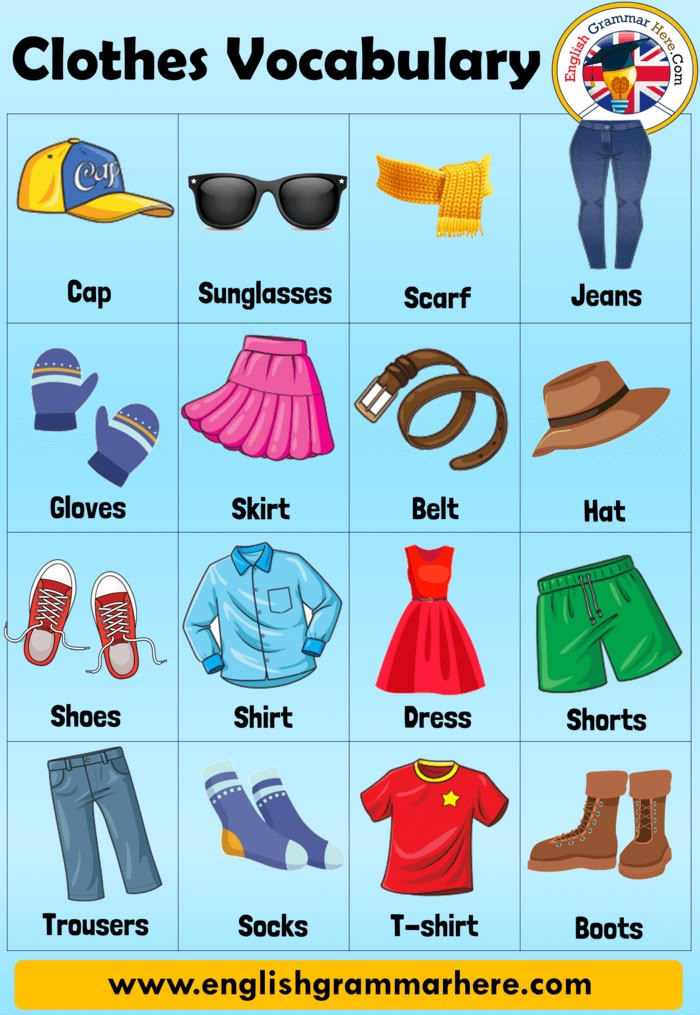 Clothes Vocabulary
English Grammar Here.Com
Cap
Cap Sunglasses Scarf Jeans
Gloves Skirt Belt Hat
Shoes Shirt Dress Shorts
Trousers Socks T-shirt Boots
www.englishgrammarhere.com